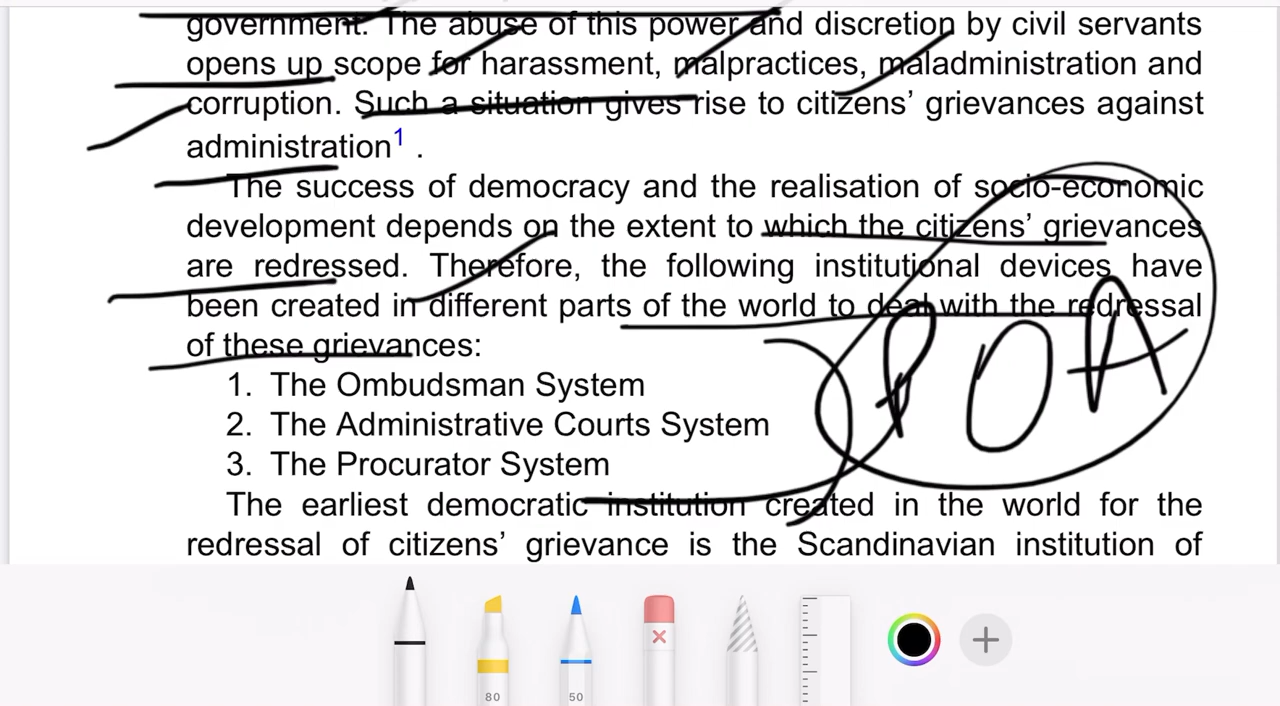 government. The abuse of this power and discretion by civil servants
opens up scope for harassment, malpractices, maladministration and
corruption. Such a situation gives rise to citizens’ grievances against
administration1 .
The success of democracy and the realisation of socio-economic
development depends on the extent to which the citizens’ grievances
are redressed. Therefore, the following institutional devices have
been created in different parts of the world to deal with the redressal
of these grievances:
1. The Ombudsman System
2. The Administrative Courts System
3. The Procurator System
POA
The earliest democratic institution created in the world for the
redressal of citizens’ grievance is the Scandinavian institution of
80 50